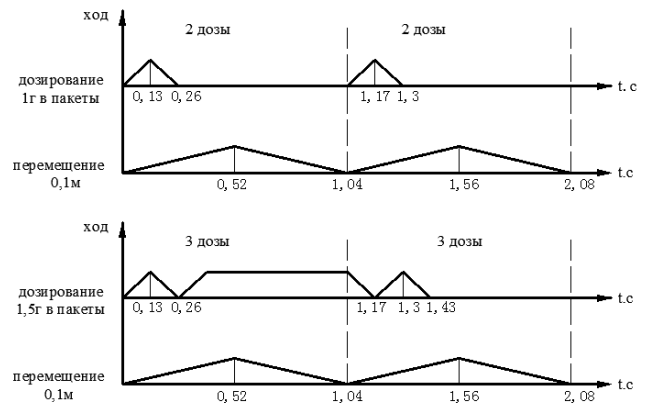 ход
2 дозы 2 дозы
дозирование
1г в пакеты
0,13 0,26 1,17 1,3 t.c
перемещение
0,1м
0,52 1,04 1,56 2,08 t.c
ход
3 дозы 3 дозы
дозирование
1,5г в пакеты
0,13 0,26 1,17 1,3 1,43 t.c
перемещение
0,1м
0,52 1,04 1,56 2,08 t.c